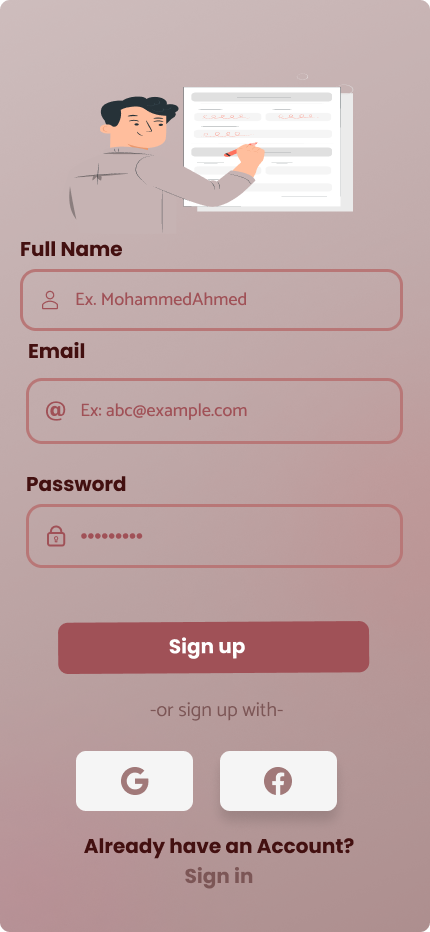 Full Name
Ex. MohammedAhmed
Email
@ Ex: abc@example.com
Password
•••••••••
Sign up
-or sign up with-
Already have an Account?
Sign in